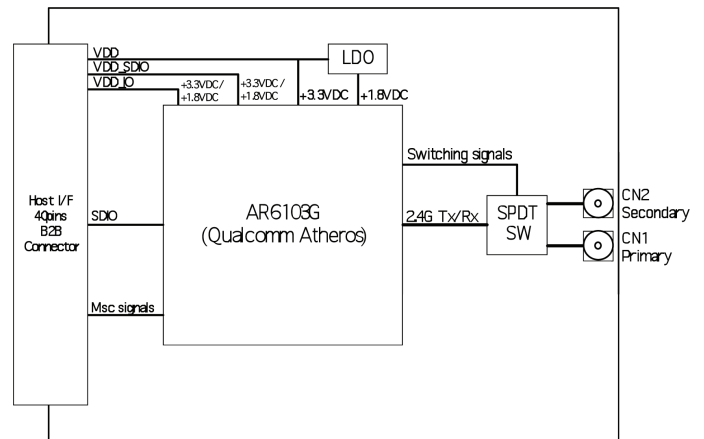 VDD
VDD_SDIO
VDD_IO
+3.3VDC/
+1.8VDC
+3.3VDC/
+1.8VDC
LDO
+3.3VDC
+1.8VDC
Host I/F
40pins
B2B
Connector
SDIO
Msc signals
AR6103G
(Qualcomm Atheros)
Switching signals
2.4G Tx/Rx
SPDT
SW
CN2
Secondary
CN1
Primary